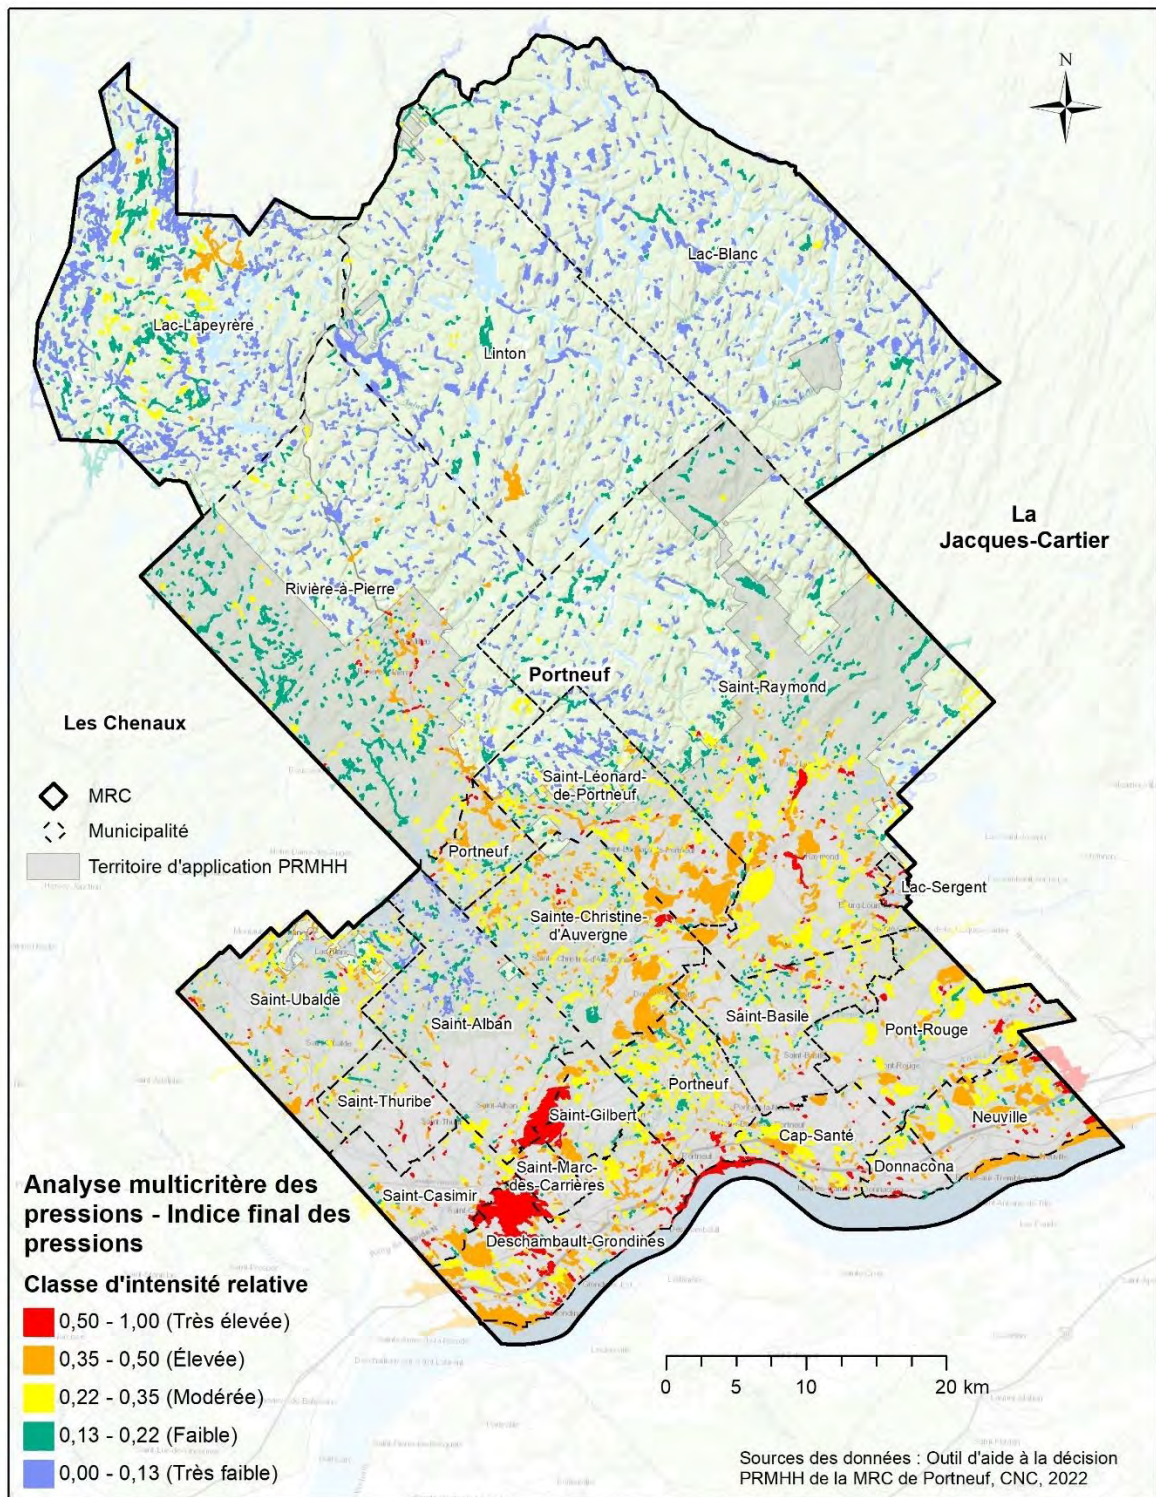 N
Lac-Blanc
Lac-Lapeyrère
Linton
La
Jacques-Cartier
Rivière-à-Pierre
Portneuf
Saint-Raymond
Les Chenaux
MRC
Municipalité
Territoire d'application PRMHH
Saint-Léonard-
de-Portneuf
Portneuf
Lac-Sergent
Sainte-Christine-
d'Auvergne
Saint-Ubalde
Saint-Alban
Saint-Basile
Pont-Rouge
Saint-Thuribe
Saint-Gilbert
Portneuf
Neuville
Cap-Santé
Donnacona
Saint-Marc-
des-Carrières
Saint-Casimir
Deschambault-Grondines
Analyse multicritère des
pressions - Indice final des
pressions
Classe d'intensité relative
0,50 - 1,00 (Très élevée)
0,35 - 0,50 (Élevée)
0,22 - 0,35 (Modérée)
0,13 - 0,22 (Faible)
0,00 - 0,13 (Très faible)
0 5 10 20 km
Sources des données : Outil d'aide à la décision
PRMHH de la MRC de Portneuf, CNC, 2022